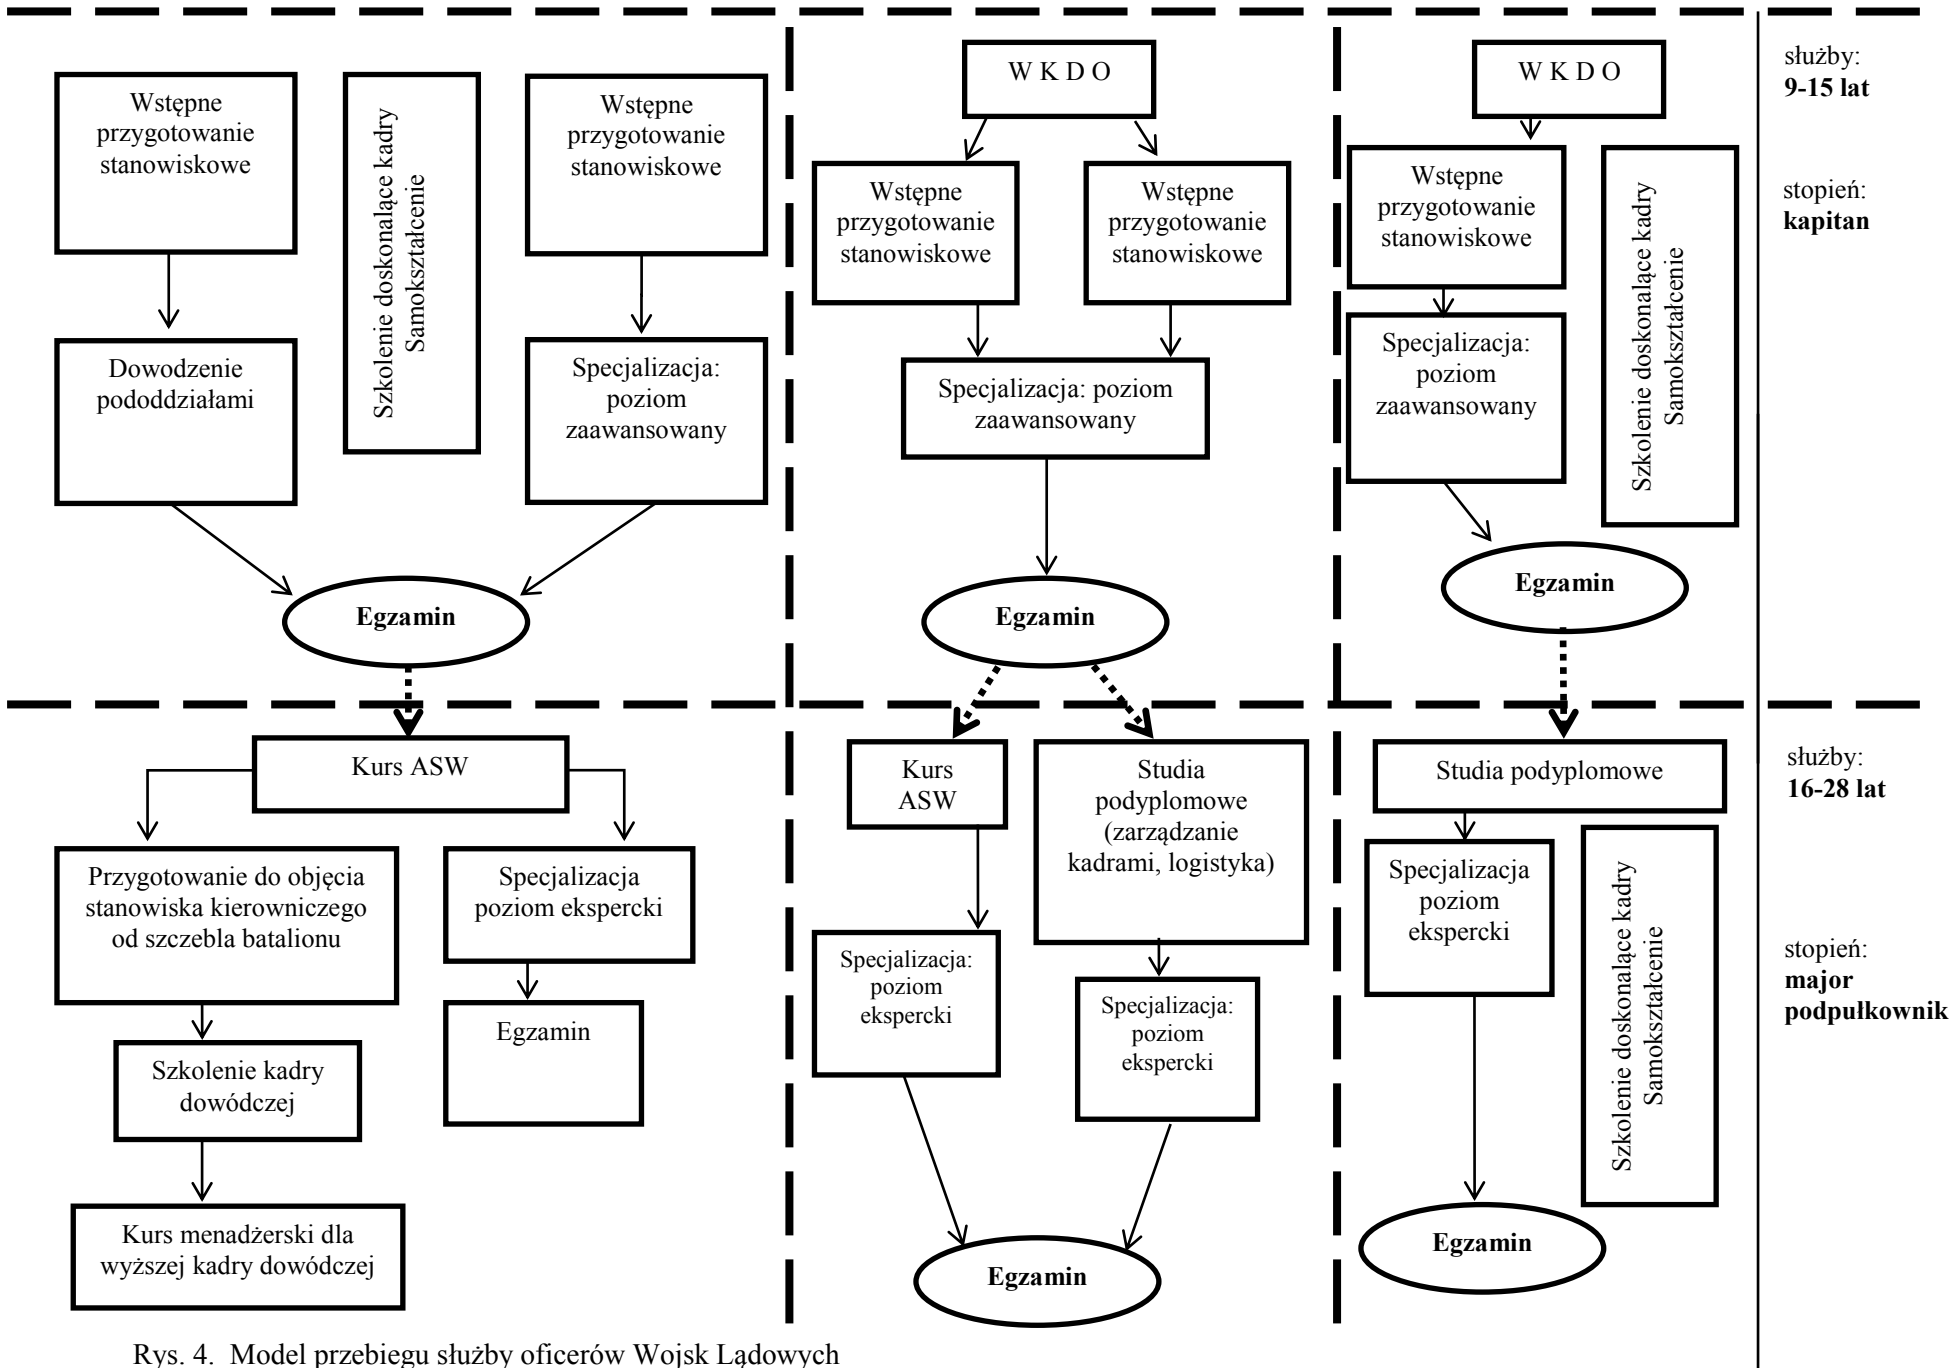 Wstępne
przygotowanie
stanowiskowe
Szkolenie doskonalące kadry
Samokształcenie
Wstępne
przygotowanie
stanowiskowe
Dowodzenie
pododdziałami
Specjalizacja:
poziom
zaawansowany
Egzamin
W K D O
Wstępne
przygotowanie
stanowiskowe
Wstępne
przygotowanie
stanowiskowe
Specjalizacja: poziom
zaawansowany
Egzamin
W K D O
Wstępne
przygotowanie
stanowiskowe
Szkolenie doskonalące kadry
Samokształcenie
Specjalizacja:
poziom
zaawansowany
Egzamin
służby:
9-15 lat
stopień:
kapitan
Kurs ASW
Przygotowanie do objęcia
stanowiska kierowniczego
od szczebla batalionu
Specjalizacja
poziom ekspercki
Egzamin
Szkolenie kadry
dowódczej
Kurs menadżerski dla
wyższej kadry dowódczej
Kurs
ASW
Studia
podyplomowe
(zarządzanie
kadrami, logistyka)
Specjalizacja:
poziom
ekspercki
Specjalizacja:
poziom
ekspercki
Egzamin
Studia podyplomowe
Specjalizacja
poziom
ekspercki
Szkolenie doskonalące kadry
Samokształcenie
Egzamin
służby:
16-28 lat
stopień:
major
podpułkownik
Rys. 4. Model przebiegu służby oficerów Wojsk Lądowych